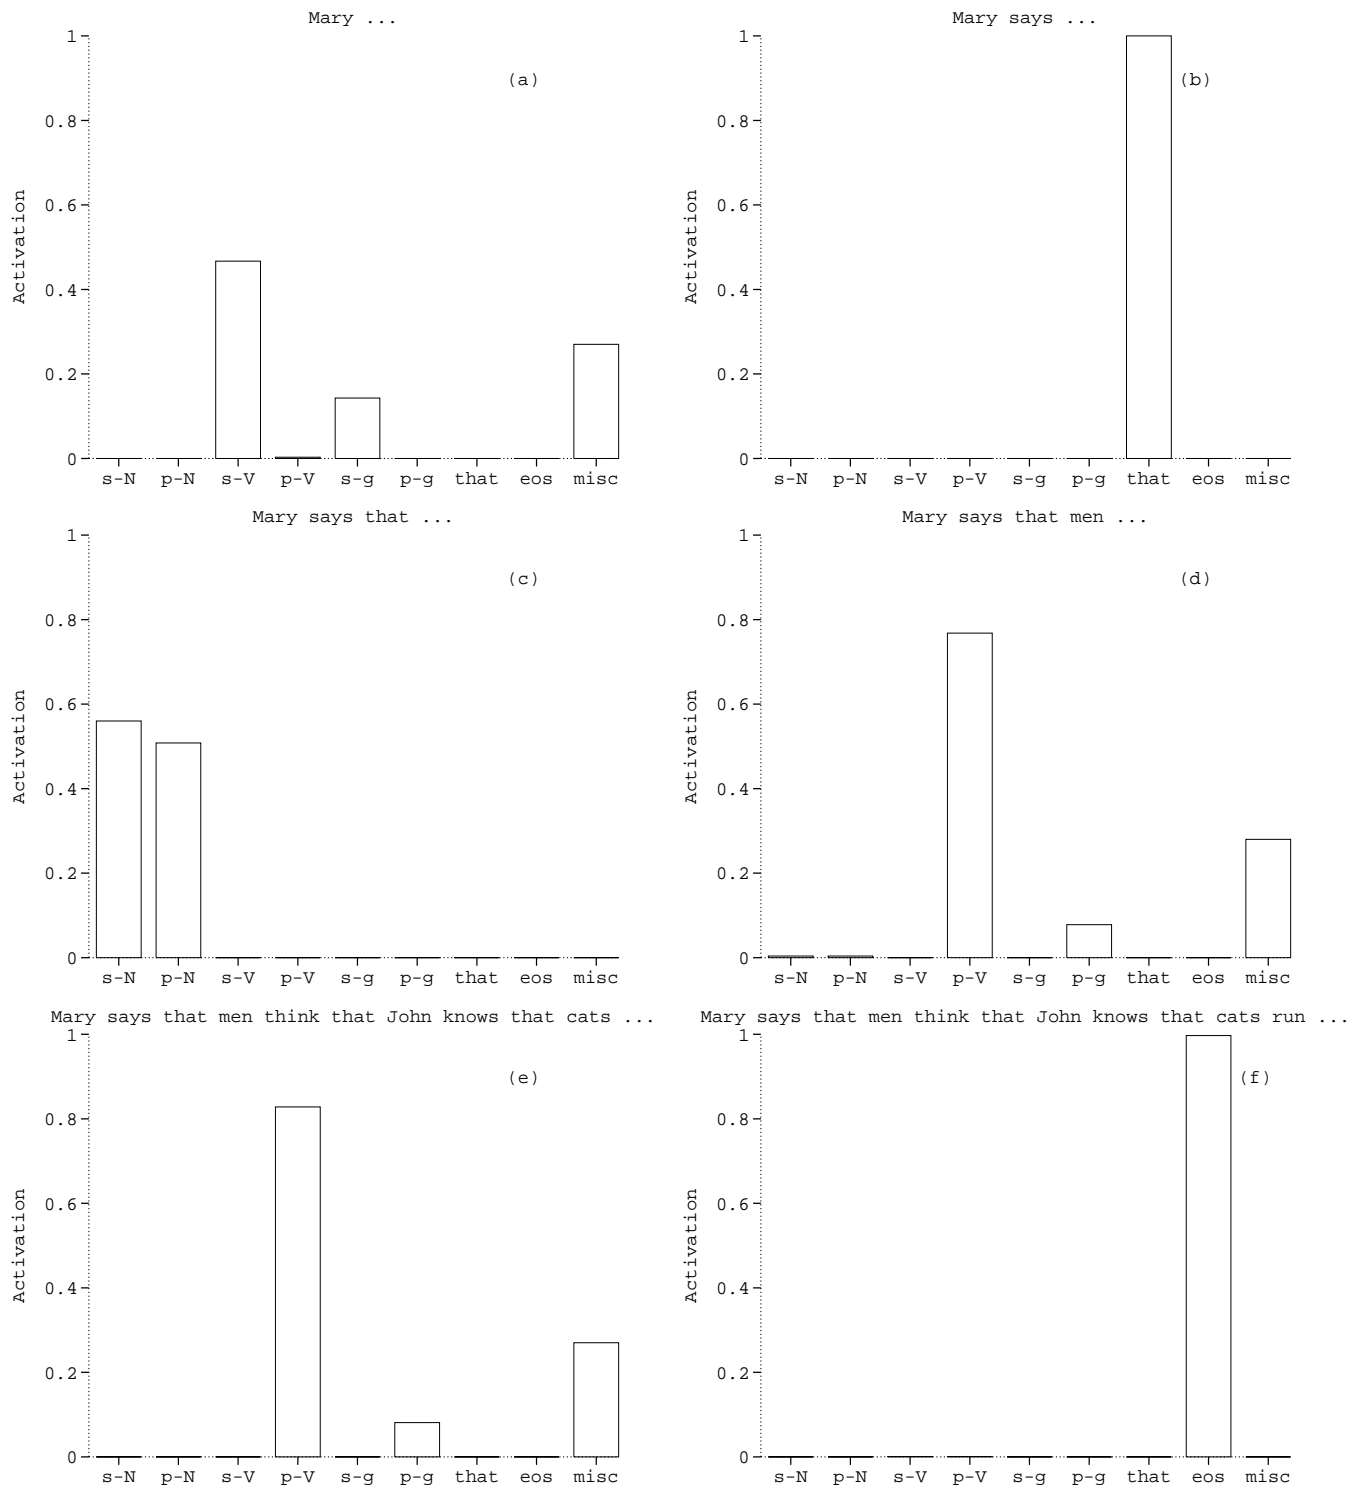 Mary ...
Mary says ...
1
0.8
0.6
0.4
0.2
0
Activation
(a)
s-N p-N s-V p-V s-g p-g that eos misc
1
0.8
0.6
0.4
0.2
0
Activation
(b)
s-N p-N s-V p-V s-g p-g that eos misc
Mary says that ...
Mary says that men ...
1
0.8
0.6
0.4
0.2
0
Activation
(c)
s-N p-N s-V p-V s-g p-g that eos misc
1
0.8
0.6
0.4
0.2
0
Activation
(d)
s-N p-N s-V p-V s-g p-g that eos misc
Mary says that men think that John knows that cats ...
Mary says that men think that John knows that cats run ...
1
0.8
0.6
0.4
0.2
0
Activation
(e)
s-N p-N s-V p-V s-g p-g that eos misc
1
0.8
0.6
0.4
0.2
0
Activation
(f)
s-N p-N s-V p-V s-g p-g that eos misc